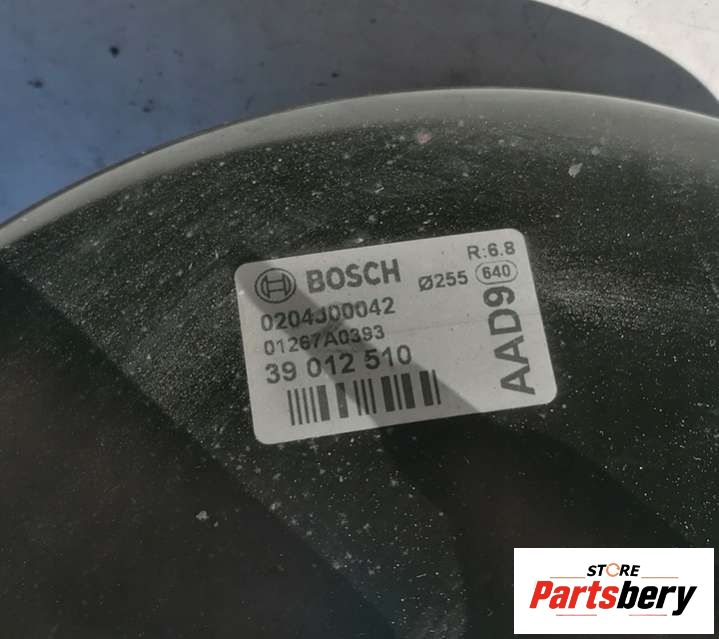 R:6.8
BOSCH Ø255 640
0204J00042
01267A0393
39 012 510
AAD9
STORE
Partsbery